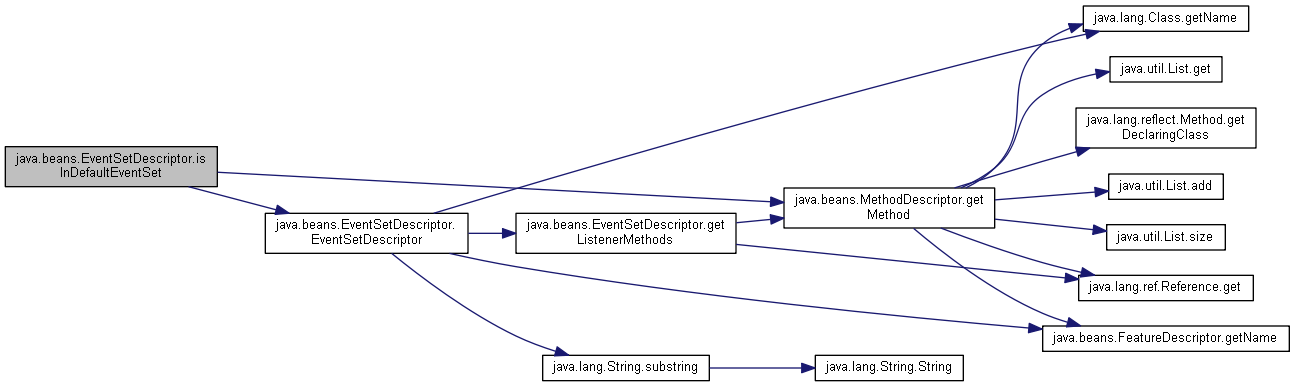 java.lang.Class.getName
java.util.List.get
java.lang.reflect.Method.get
DeclaringClass
java.beans.EventSetDescriptor.is
InDefaultEventSet
java.util.List.add
java.beans.MethodDescriptor.get
Method
java.beans.EventSetDescriptor.
EventSetDescriptor
java.beans.EventSetDescriptor.get
ListenerMethods
java.util.List.size
java.lang.ref.Reference.get
java.beans.FeatureDescriptor.getName
java.lang.String.substring
java.lang.String.String